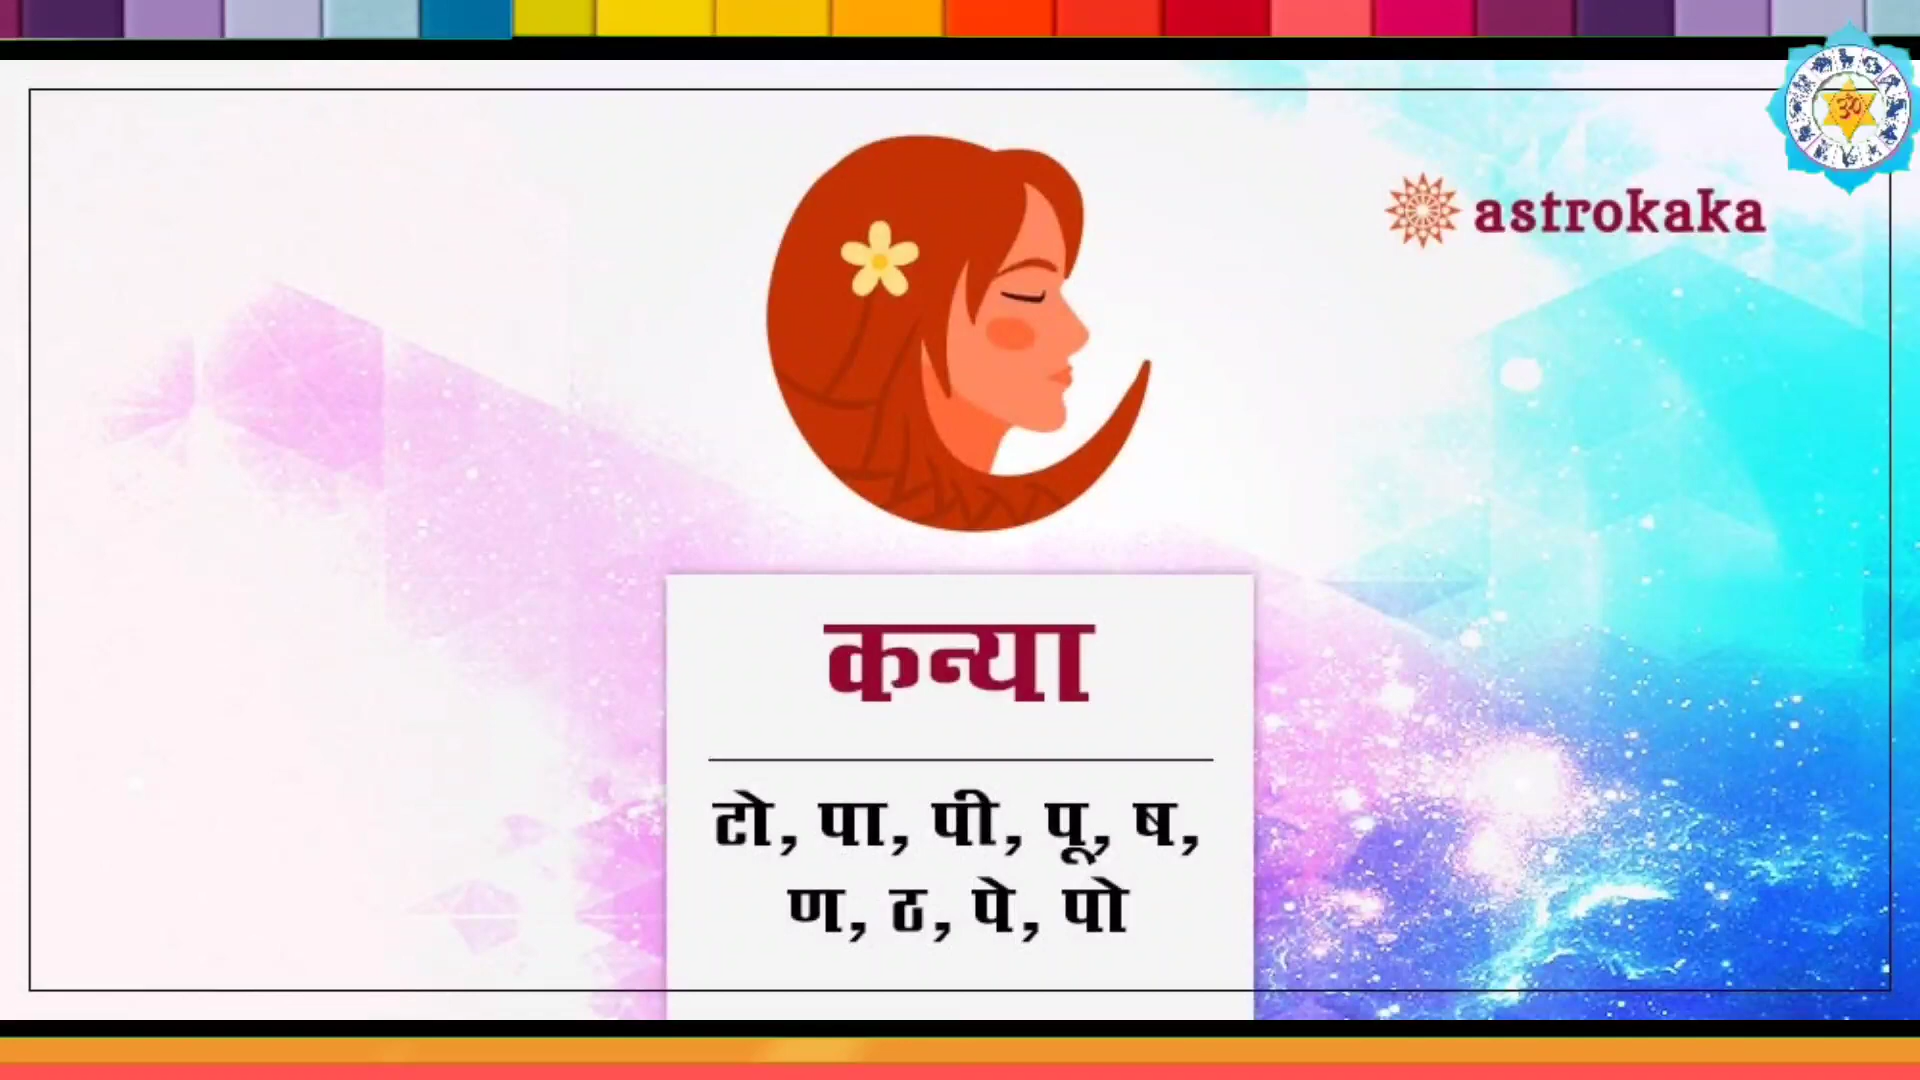 astrokaka
ॐ
कन्या
टो, पा, पी, पू, ष,
ण, ठ, पे, पो